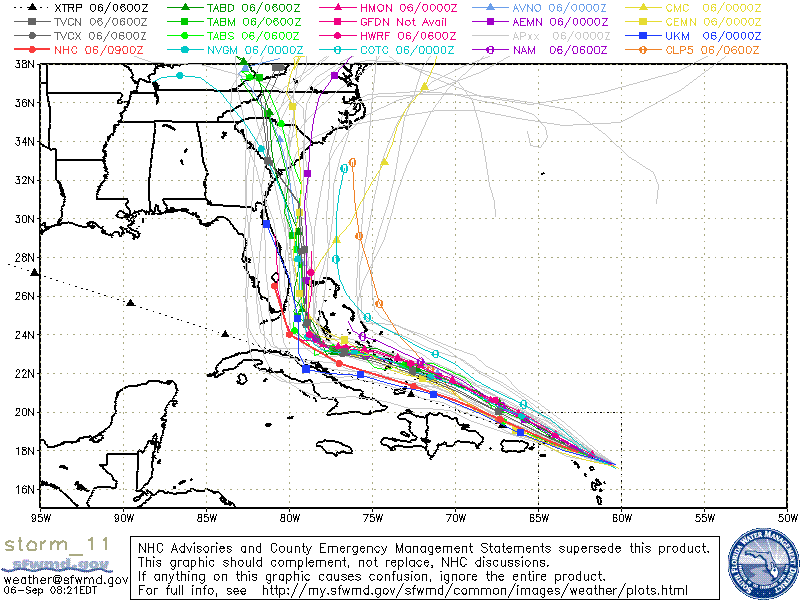 XTRP 06/0600Z TABD 06/0600Z HMON 06/0000Z AVNO 06/0000Z CMC 06/0000Z
TVCN 06/0600Z TABM 06/0600Z GFDN Not Avail AEMN 06/0000Z CEMN 06/0000Z
TVCX 06/0600Z TABS 06/0600Z HWRF 06/0600Z APxx 06/0000Z UKM 06/0000Z
NHC 06/0900Z NVGM 06/0000Z COTC 06/0000Z NAM 06/0600Z CLP5 06/0600Z
38N
36N
34N
32N
30N
28N
26N
24N
22N
20N
18N
16N
95W 90W 85W 80W 75W 70W 65W 60W 55W 50W
storm_11
sfwmd.gov
weather@sfwmd.gov
06-Sep 08:21EDT
NHC Advisories and County Emergency Management Statements supersede this product.
This graphic should complement, not replace, NHC discussions.
If anything on this graphic causes confusion, ignore the entire product.
For full info, see http://my.sfwmd.gov/sfwmd/common/images/weather/plots.html
SOUTH FLORIDA WATER MANAGEMENT DISTRICT